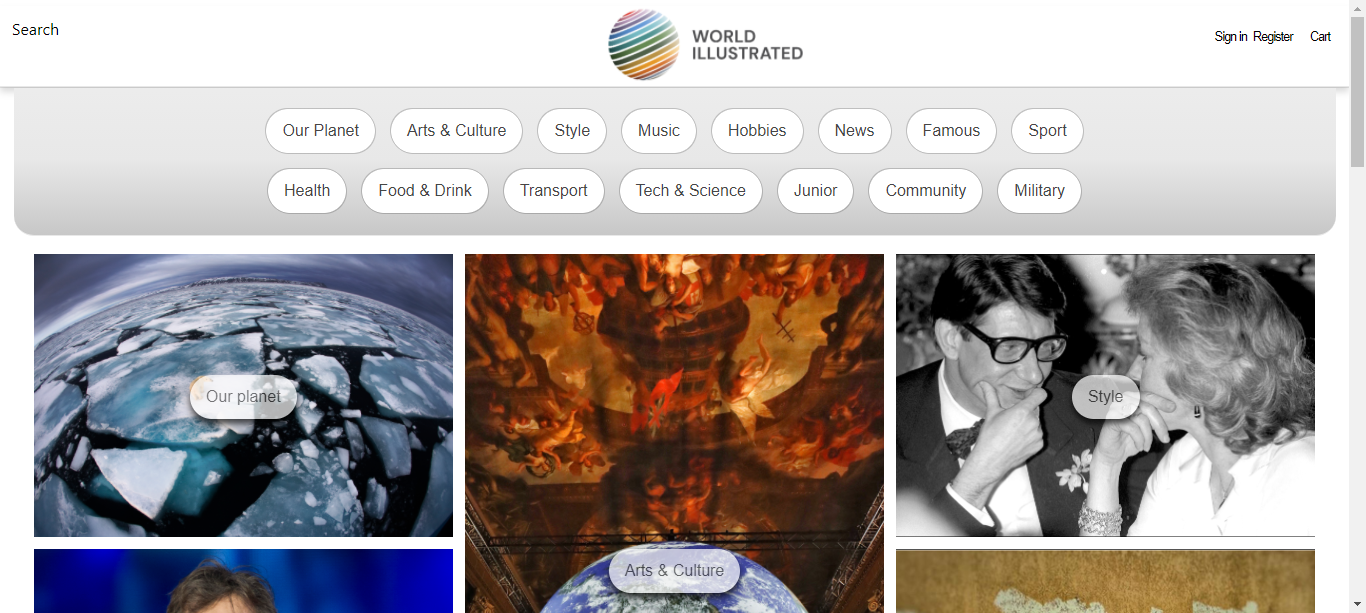 Search
WORLD
ILLUSTRATED
Sign in Register Cart
Our Planet Arts & Culture Style Music Hobbies News Famous Sport
Health Food & Drink Transport Tech & Science Junior Community Military
Our planet
Style
Arts & Culture